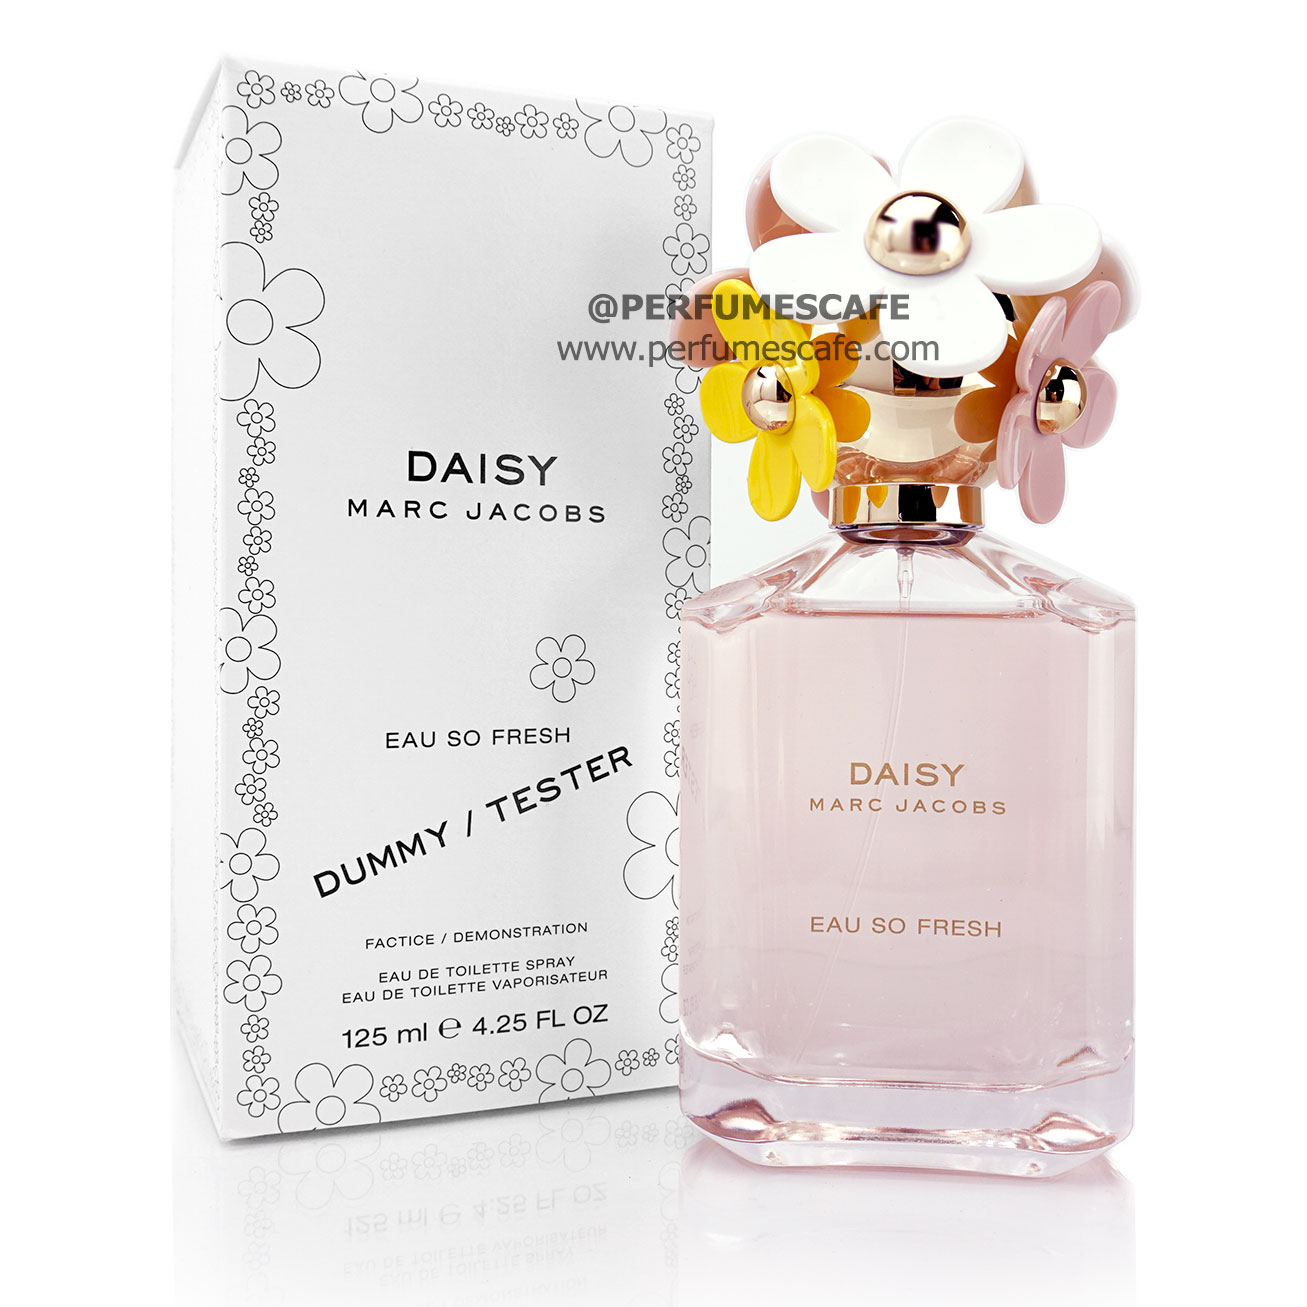 @PERFUMESCAFE
www.perfumescafe.com
DAISY
MARC JACOBS
EAU SO FRESH
DUMMY / TESTER
FACTICE / DEMONSTRATION
EAU DE TOILETTE SPRAY
EAU DE TOILETTE VAPORISATEUR
125 ml ℮ 4.25 FL OZ
DAISY
MARC JACOBS
EAU SO FRESH